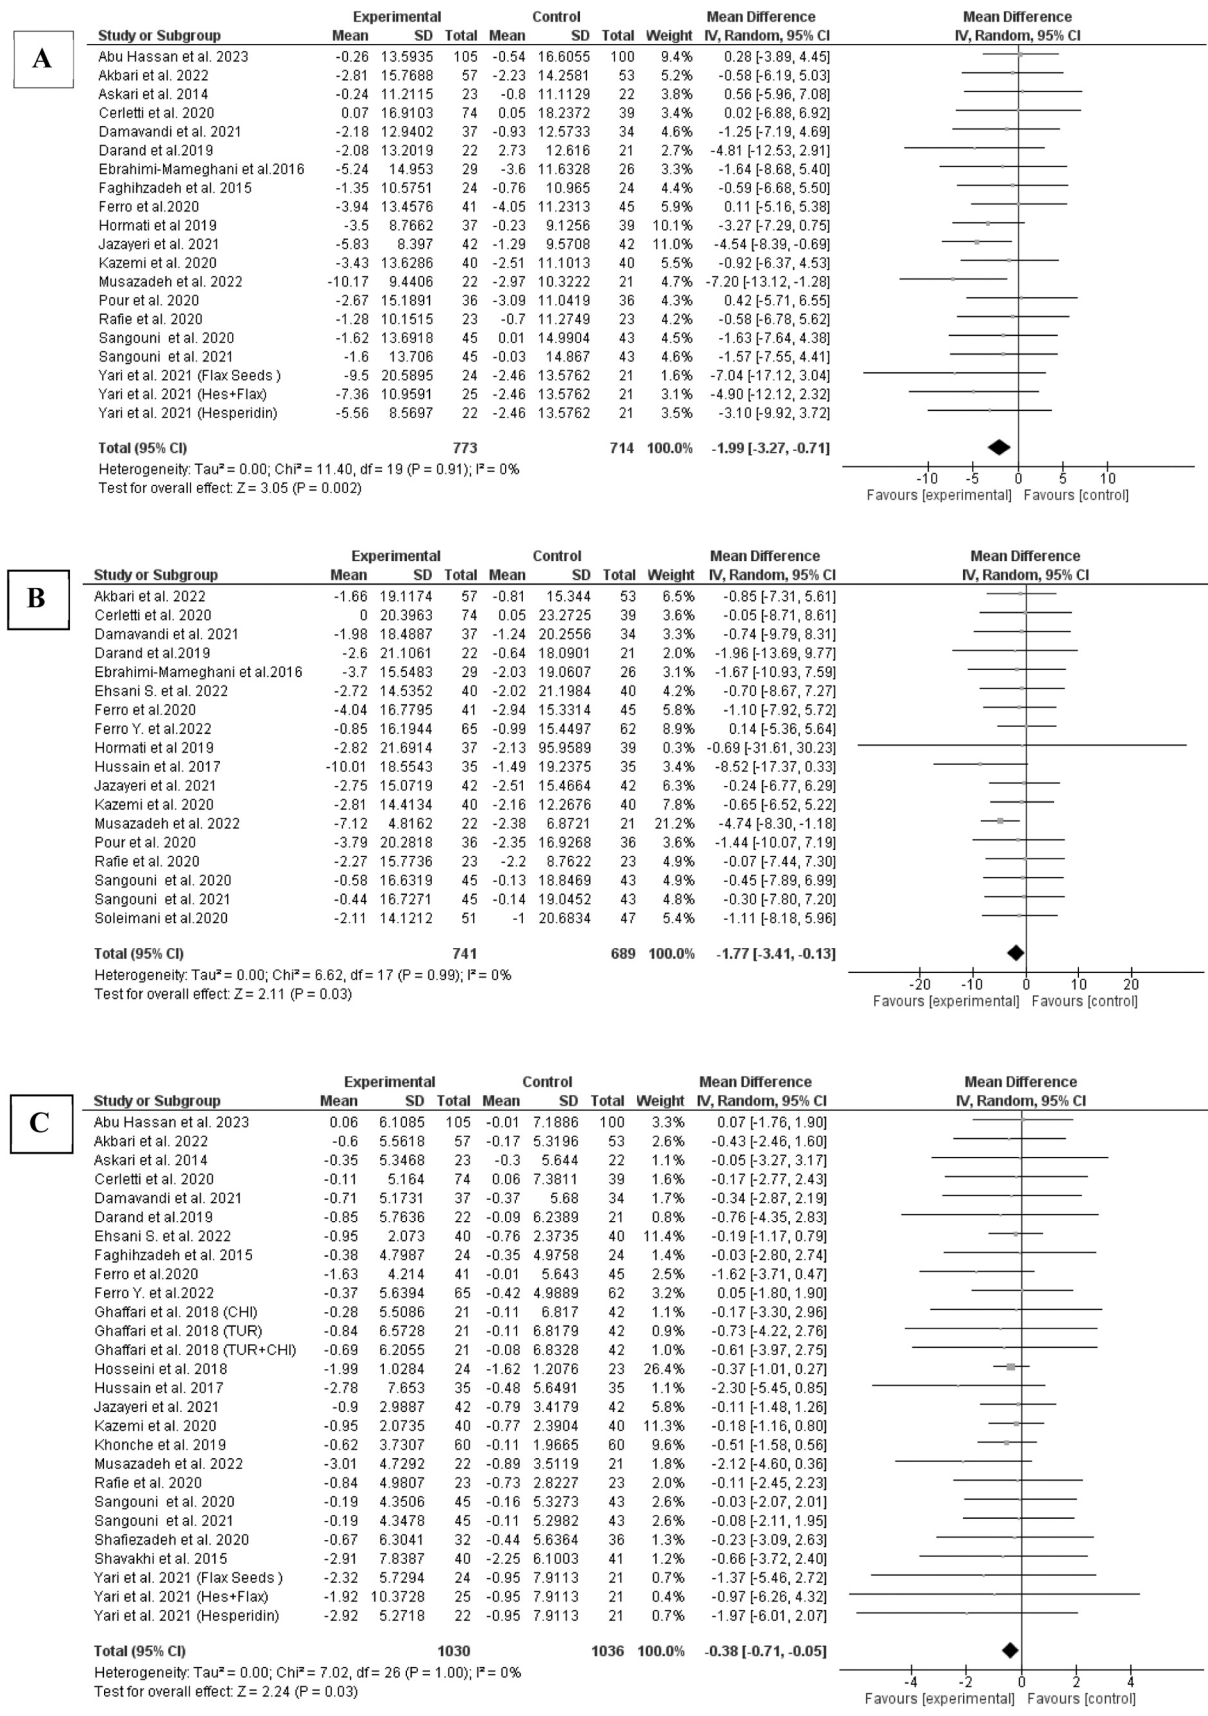 A
Experimental Control Mean Difference Mean Difference
Study or Subgroup Mean SD Total Mean SD Total Weight IV, Random, 95% CI IV, Random, 95% CI
Abu Hassan et al. 2023 -0.26 13.5935 105 -0.54 16.6055 100 9.4% 0.28 [-3.89, 4.45]
Akbari et al. 2022 -2.81 15.7688 57 -2.23 14.2581 53 5.2% -0.58 [-6.19, 5.03]
Askari et al. 2014 -0.24 11.2115 23 -0.8 11.1129 22 3.8% 0.56 [-5.96, 7.08]
Cerletti et al. 2020 0.07 16.9103 74 0.05 18.2372 39 3.4% 0.02 [-6.88, 6.92]
Damavandi et al. 2021 -2.18 12.9402 37 -0.93 12.5733 34 4.6% -1.25 [-7.19, 4.69]
Darand et al.2019 -2.08 13.2019 22 2.73 12.616 21 2.7% -4.81 [-12.53, 2.91]
Ebrahimi-Mameghani et al.2016 -5.24 14.953 29 -3.6 11.6328 26 3.3% -1.64 [-8.68, 5.40]
Faghihzadeh et al. 2015 -1.35 10.5751 24 -0.76 10.965 24 4.4% -0.59 [-6.68, 5.50]
Ferro et al.2020 -3.94 13.4576 41 -4.05 11.2313 45 5.9% 0.11 [-5.16, 5.38]
Hormati et al 2019 -3.5 8.7662 37 -0.23 9.1256 39 10.1% -3.27 [-7.29, 0.75]
Jazayeri et al. 2021 -5.83 8.397 42 -1.29 9.5708 42 11.0% -4.54 [-8.39, -0.69]
Kazemi et al. 2020 -3.43 13.6286 40 -2.51 11.1013 40 5.5% -0.92 [-6.37, 4.53]
Musazadeh et al. 2022 -10.17 9.4406 22 -2.97 10.3222 21 4.7% -7.20 [-13.12, -1.28]
Pour et al. 2020 -2.67 15.1891 36 -3.09 11.0419 36 4.3% 0.42 [-5.71, 6.55]
Rafie et al. 2020 -1.28 10.1515 23 -0.7 11.2749 23 4.2% -0.58 [-6.78, 5.62]
Sangouni et al. 2020 -1.62 13.6918 45 0.01 14.9904 43 4.5% -1.63 [-7.64, 4.38]
Sangouni et al. 2021 -1.6 13.706 45 -0.03 14.867 43 4.6% -1.57 [-7.55, 4.41]
Yari et al. 2021 (Flax Seeds ) -9.5 20.5895 24 -2.46 13.5762 21 1.6% -7.04 [-17.12, 3.04]
Yari et al. 2021 (Hes+Flax) -7.36 10.9591 25 -2.46 13.5762 21 3.1% -4.90 [-12.12, 2.32]
Yari et al. 2021 (Hesperidin) -5.56 8.5697 22 -2.46 13.5762 21 3.5% -3.10 [-9.92, 3.72]
Total (95% CI) 773 714 100.0% -1.99 [-3.27, -0.71]
Heterogeneity: Tau² = 0.00; Chi² = 11.40, df = 19 (P = 0.91); I² = 0%
Test for overall effect: Z = 3.05 (P = 0.002)
-10 -5 0 5 10
Favours [experimental] Favours [control]
B
Experimental Control Mean Difference Mean Difference
Study or Subgroup Mean SD Total Mean SD Total Weight IV, Random, 95% CI IV, Random, 95% CI
Akbari et al. 2022 -1.66 19.1174 57 -0.81 15.344 53 6.5% -0.85 [-7.31, 5.61]
Cerletti et al. 2020 0 20.3963 74 0.05 23.2725 39 3.6% -0.05 [-8.71, 8.61]
Damavandi et al. 2021 -1.98 18.4887 37 -1.24 20.2556 34 3.3% -0.74 [-9.79, 8.31]
Darand et al.2019 -2.6 21.1061 22 -0.64 18.0901 21 2.0% -1.96 [-13.69, 9.77]
Ebrahimi-Mameghani et al.2016 -3.7 15.5483 29 -2.03 19.0607 26 3.1% -1.67 [-10.93, 7.59]
Ehsani S. et al. 2022 -2.72 14.5352 40 -2.02 21.1984 40 4.2% -0.70 [-8.67, 7.27]
Ferro et al.2020 -4.04 16.7795 41 -2.94 15.3314 45 5.8% -1.10 [-7.92, 5.72]
Ferro Y. et al.2022 -0.85 16.1944 65 -0.99 15.4497 62 8.9% 0.14 [-5.36, 5.64]
Hormati et al 2019 -2.82 21.6914 37 -2.13 95.9589 39 0.3% -0.69 [-31.61, 30.23]
Hussain et al. 2017 -10.01 18.5543 35 -1.49 19.2375 35 3.4% -8.52 [-17.37, 0.33]
Jazayeri et al. 2021 -2.75 15.0719 42 -2.51 15.4664 42 6.3% -0.24 [-6.77, 6.29]
Kazemi et al. 2020 -2.81 14.4134 40 -2.16 12.2676 40 7.8% -0.65 [-6.52, 5.22]
Musazadeh et al. 2022 -7.12 4.8162 22 -2.38 6.8721 21 21.2% -4.74 [-8.30, -1.18]
Pour et al. 2020 -3.79 20.2818 36 -2.35 16.9268 36 3.6% -1.44 [-10.07, 7.19]
Rafie et al. 2020 -2.27 15.7736 23 -2.2 8.7622 23 4.9% -0.07 [-7.44, 7.30]
Sangouni et al. 2020 -0.58 16.6319 45 -0.13 18.8469 43 4.9% -0.45 [-7.89, 6.99]
Sangouni et al. 2021 -0.44 16.7271 45 -0.14 19.0452 43 4.8% -0.30 [-7.80, 7.20]
Soleimani et al.2020 -2.11 14.1212 51 -1 20.6834 47 5.4% -1.11 [-8.18, 5.96]
Total (95% CI) 741 689 100.0% -1.77 [-3.41, -0.13]
Heterogeneity: Tau² = 0.00; Chi² = 6.62, df = 17 (P = 0.99); I² = 0%
Test for overall effect: Z = 2.11 (P = 0.03)
-20 -10 0 10 20
Favours [experimental] Favours [control]
C
Experimental Control Mean Difference Mean Difference
Study or Subgroup Mean SD Total Mean SD Total Weight IV, Random, 95% CI IV, Random, 95% CI
Abu Hassan et al. 2023 0.06 6.1085 105 -0.01 7.1886 100 3.3% 0.07 [-1.76, 1.90]
Akbari et al. 2022 -0.6 5.5618 57 -0.17 5.3196 53 2.6% -0.43 [-2.46, 1.60]
Askari et al. 2014 -0.35 5.3468 23 -0.3 5.644 22 1.1% -0.05 [-3.27, 3.17]
Cerletti et al. 2020 -0.11 5.164 74 0.06 7.3811 39 1.6% -0.17 [-2.77, 2.43]
Damavandi et al. 2021 -0.71 5.1731 37 -0.37 5.68 34 1.7% -0.34 [-2.87, 2.19]
Darand et al.2019 -0.85 5.7636 22 -0.09 6.2389 21 0.8% -0.76 [-4.35, 2.83]
Ehsani S. et al. 2022 -0.95 2.073 40 -0.76 2.3735 40 11.4% -0.19 [-1.17, 0.79]
Faghihzadeh et al. 2015 -0.38 4.7987 24 -0.35 4.9758 24 1.4% -0.03 [-2.80, 2.74]
Ferro et al.2020 -1.63 4.214 41 -0.01 5.643 45 2.5% -1.62 [-3.71, 0.47]
Ferro Y. et al.2022 -0.37 5.6394 65 -0.42 4.9889 62 3.2% 0.05 [-1.80, 1.90]
Ghaffari et al. 2018 (CHI) -0.28 5.5086 21 -0.11 6.817 42 1.1% -0.17 [-3.30, 2.96]
Ghaffari et al. 2018 (TUR) -0.84 6.5728 21 -0.11 6.8179 42 0.9% -0.73 [-4.22, 2.76]
Ghaffari et al. 2018 (TUR+CHI) -0.69 6.2055 21 -0.08 6.8328 42 1.0% -0.61 [-3.97, 2.75]
Hosseini et al. 2018 -1.99 1.0284 24 -1.62 1.2076 23 26.4% -0.37 [-1.01, 0.27]
Hussain et al. 2017 -2.78 7.653 35 -0.48 5.6491 35 1.1% -2.30 [-5.45, 0.85]
Jazayeri et al. 2021 -0.9 2.9887 42 -0.79 3.4179 42 5.8% -0.11 [-1.48, 1.26]
Kazemi et al. 2020 -0.95 2.0735 40 -0.77 2.3904 40 11.3% -0.18 [-1.16, 0.80]
Khonche et al. 2019 -0.62 3.7307 60 -0.11 1.9665 60 9.6% -0.51 [-1.58, 0.56]
Musazadeh et al. 2022 -3.01 4.7292 22 -0.89 3.5119 21 1.8% -2.12 [-4.60, 0.36]
Rafie et al. 2020 -0.84 4.9807 23 -0.73 2.8227 23 2.0% -0.11 [-2.45, 2.23]
Sangouni et al. 2020 -0.19 4.3506 45 -0.16 5.3273 43 2.6% -0.03 [-2.07, 2.01]
Sangouni et al. 2021 -0.19 4.3478 45 -0.11 5.2982 43 2.6% -0.08 [-2.11, 1.95]
Shafiezadeh et al. 2020 -0.67 6.3041 32 -0.44 5.6364 36 1.3% -0.23 [-3.09, 2.63]
Shavakhi et al. 2015 -2.91 7.8387 40 -2.25 6.1003 41 1.2% -0.66 [-3.72, 2.40]
Yari et al. 2021 (Flax Seeds ) -2.32 5.7294 24 -0.95 7.9113 21 0.7% -1.37 [-5.46, 2.72]
Yari et al. 2021 (Hes+Flax) -1.92 10.3728 25 -0.95 7.9113 21 0.4% -0.97 [-6.26, 4.32]
Yari et al. 2021 (Hesperidin) -2.92 5.2718 22 -0.95 7.9113 21 0.7% -1.97 [-6.01, 2.07]
Total (95% CI) 1030 1036 100.0% -0.38 [-0.71, -0.05]
Heterogeneity: Tau² = 0.00; Chi² = 7.02, df = 26 (P = 1.00); I² = 0%
Test for overall effect: Z = 2.24 (P = 0.03)
-4 -2 0 2 4
Favours [experimental] Favours [control]